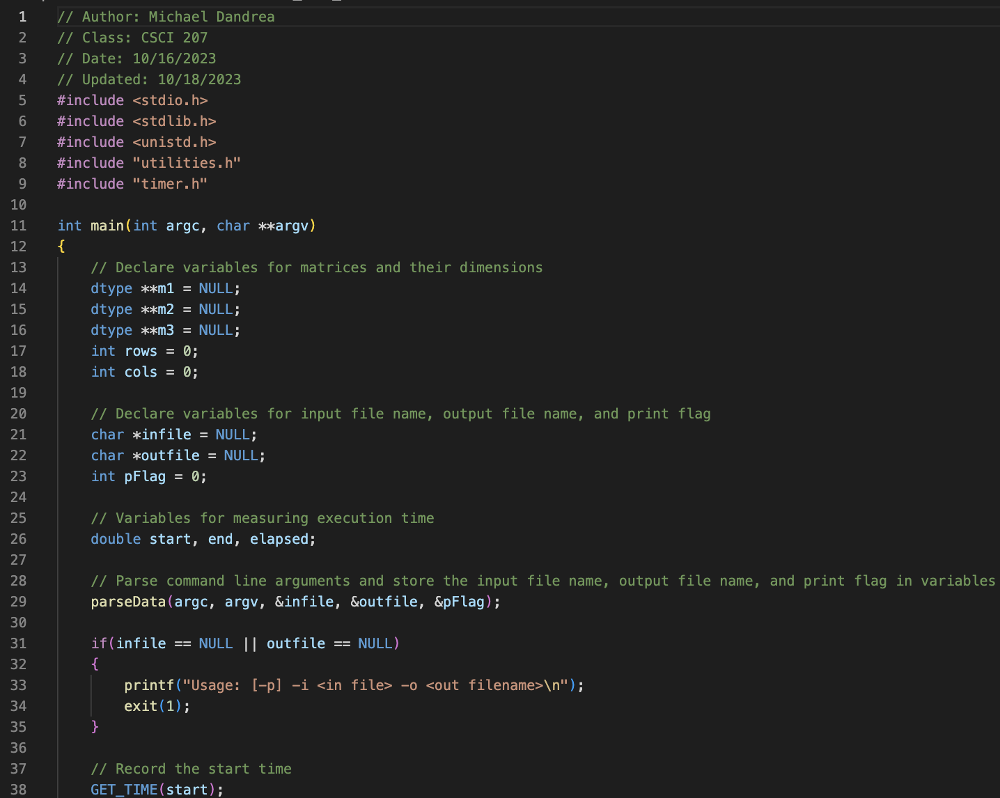 1 // Author: Michael Dandrea
2 // Class: CSCI 207
3 // Date: 10/16/2023
4 // Updated: 10/18/2023
5 #include <stdio.h>
6 #include <stdlib.h>
7 #include <unistd.h>
8 #include "utilities.h"
9 #include "timer.h"
10
11 int main(int argc, char **argv)
12 {
13     // Declare variables for matrices and their dimensions
14     dtype **m1 = NULL;
15     dtype **m2 = NULL;
16     dtype **m3 = NULL;
17     int rows = 0;
18     int cols = 0;
19
20     // Declare variables for input file name, output file name, and print flag
21     char *infile = NULL;
22     char *outfile = NULL;
23     int pFlag = 0;
24
25     // Variables for measuring execution time
26     double start, end, elapsed;
27
28     // Parse command line arguments and store the input file name, output file name, and print flag in variables
29     parseData(argc, argv, &infile, &outfile, &pFlag);
30
31     if(infile == NULL || outfile == NULL)
32     {
33         printf("Usage: [-p] -i <in file> -o <out filename>\n");
34         exit(1);
35     }
36
37     // Record the start time
38     GET_TIME(start);